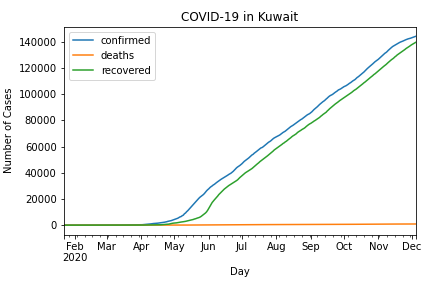 COVID-19 in Kuwait
confirmed
deaths
recovered
Number of Cases
140000
120000
100000
80000
60000
40000
20000
0
Feb Mar Apr May Jun Jul Aug Sep Oct Nov Dec
2020
Day